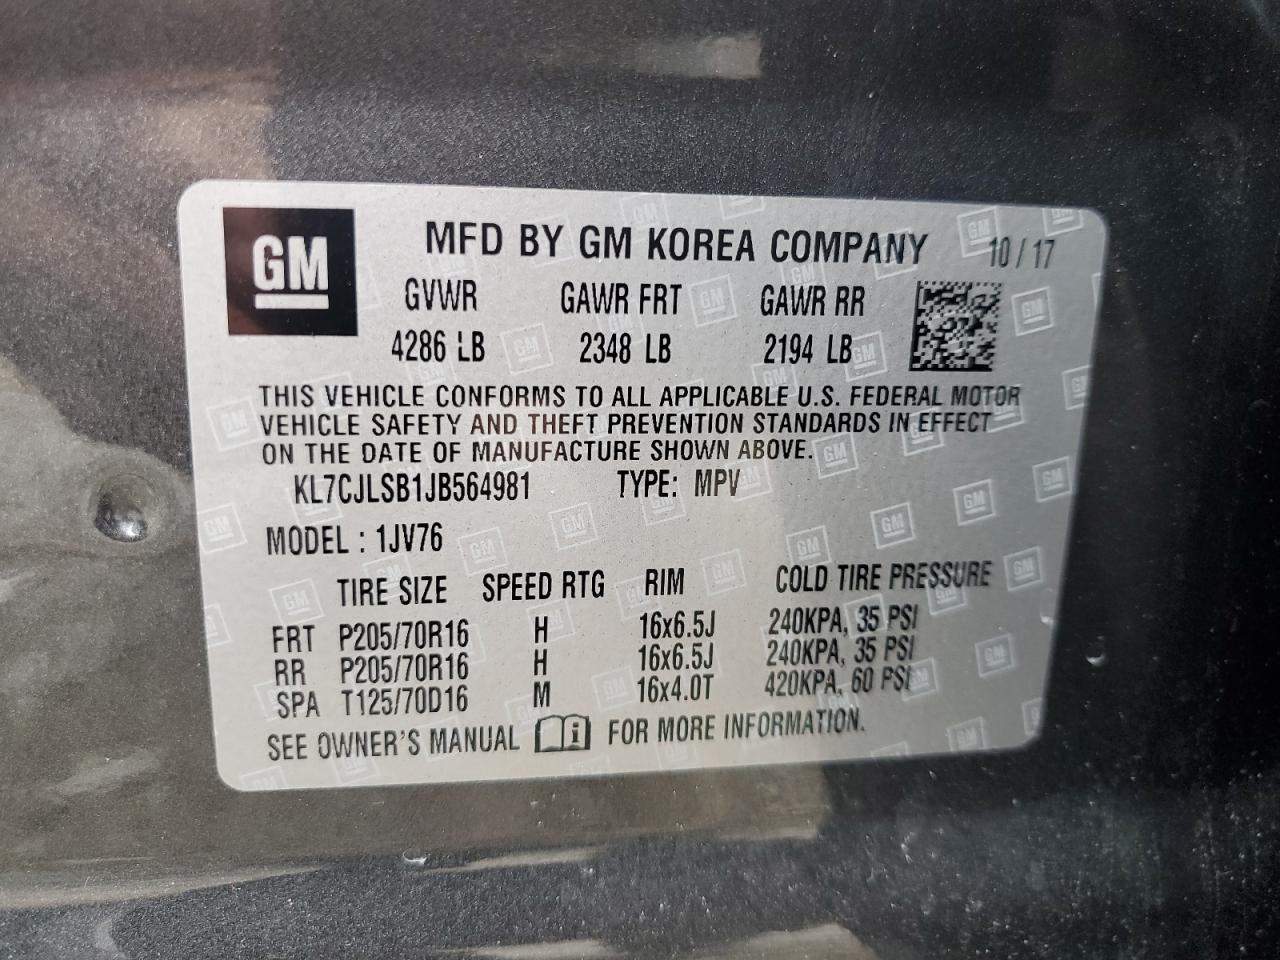 GM
MFD BY GM KOREA COMPANY 10/17
GVWR GAWR FRT GAWR RR
4286 LB 2348 LB 2194 LB
THIS VEHICLE CONFORMS TO ALL APPLICABLE U.S. FEDERAL MOTOR
VEHICLE SAFETY AND THEFT PREVENTION STANDARDS IN EFFECT
ON THE DATE OF MANUFACTURE SHOWN ABOVE.
KL7CJLSB1JB564981 TYPE: MPV
MODEL : 1JV76
TIRE SIZE SPEED RTG RIM COLD TIRE PRESSURE
FRT P205/70R16 H 16x6.5J 240KPA, 35 PSI
RR P205/70R16 H 16x6.5J 240KPA, 35 PSI
SPA T125/70D16 M 16x4.0T 420KPA, 60 PSI
SEE OWNER'S MANUAL i FOR MORE INFORMATION.